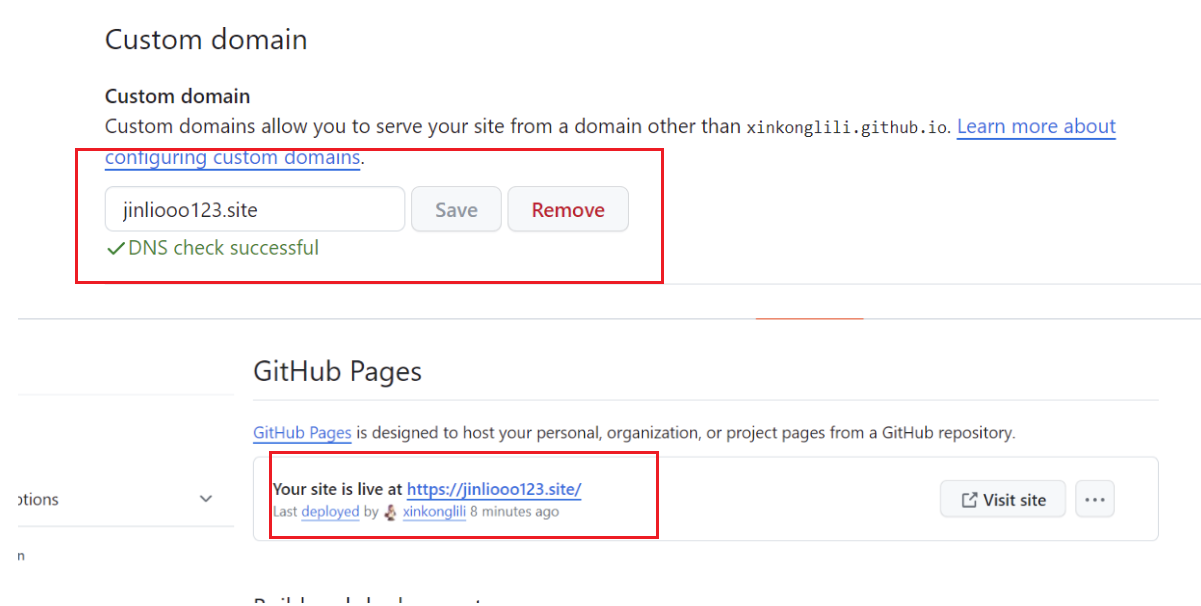 Custom domain
Custom domain
Custom domains allow you to serve your site from a domain other than xinkonglili.github.io. Learn more about
configuring custom domains.
jinliooo123.site Save Remove
DNS check successful
GitHub Pages
GitHub Pages is designed to host your personal, organization, or project pages from a GitHub repository.
Your site is live at https://jinliooo123.site/
ptions Visit site ...
Last deployed by xinkonglili 8 minutes ago
n